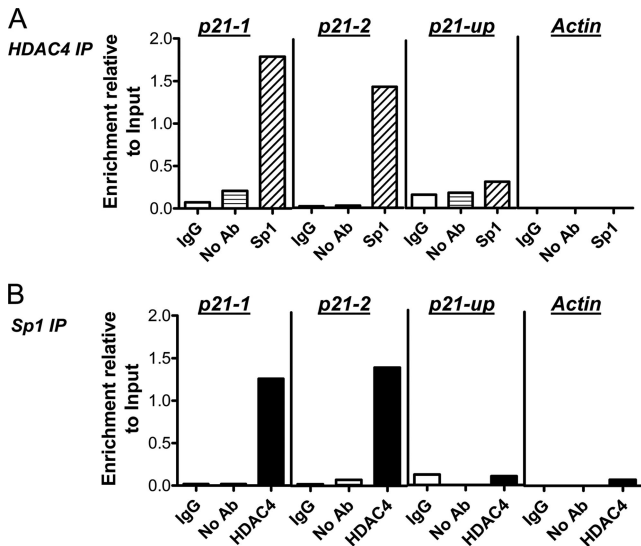 A
HDAC4 IP
p21-1 p21-2 p21-up Actin
Enrichment relative
to Input
2.0
1.5
1.0
0.5
0.0
IgG No Ab Sp1 IgG No Ab Sp1 IgG No Ab Sp1 IgG No Ab Sp1
B
Sp1 IP
p21-1 p21-2 p21-up Actin
Enrichment relative
to Input
2.0
1.5
1.0
0.5
0.0
IgG No Ab HDAC4 IgG No Ab HDAC4 IgG No Ab HDAC4 IgG No Ab HDAC4